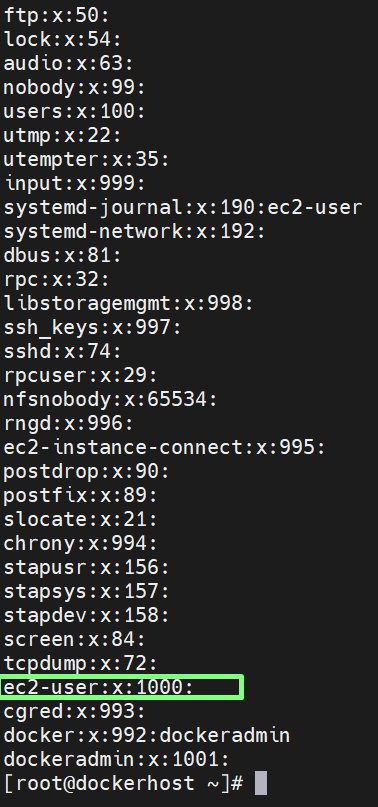 ftp:x:50:
lock:x:54:
audio:x:63:
nobody:x:99:
users:x:100:
utmp:x:22:
utempter:x:35:
input:x:999:
systemd-journal:x:190:ec2-user
systemd-network:x:192:
dbus:x:81:
rpc:x:32:
libstoragemgmt:x:998:
ssh_keys:x:997:
sshd:x:74:
rpcuser:x:29:
nfsnobody:x:65534:
rngd:x:996:
ec2-instance-connect:x:995:
postdrop:x:90:
postfix:x:89:
slocate:x:21:
chrony:x:994:
stapusr:x:156:
stapsys:x:157:
stapdev:x:158:
screen:x:84:
tcpdump:x:72:
ec2-user:x:1000:
cgred:x:993:
docker:x:992:dockeradmin
dockeradmin:x:1001:
[root@dockerhost ~]#